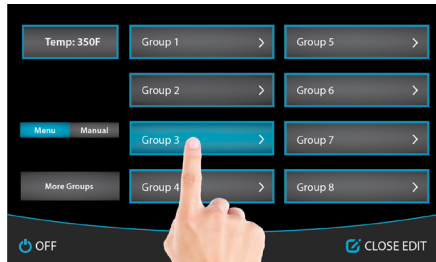 Temp: 350F
Group 1
Group 5
Group 2
Group 6
Menu
Manual
Group 3
Group 7
More Groups
Group 4
Group 8
OFF
CLOSE EDIT